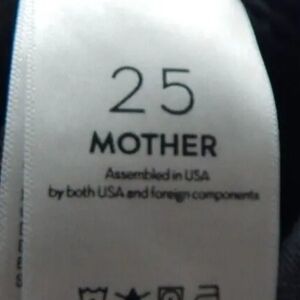 25
MOTHER
Assembled in USA
by both USA and foreign components